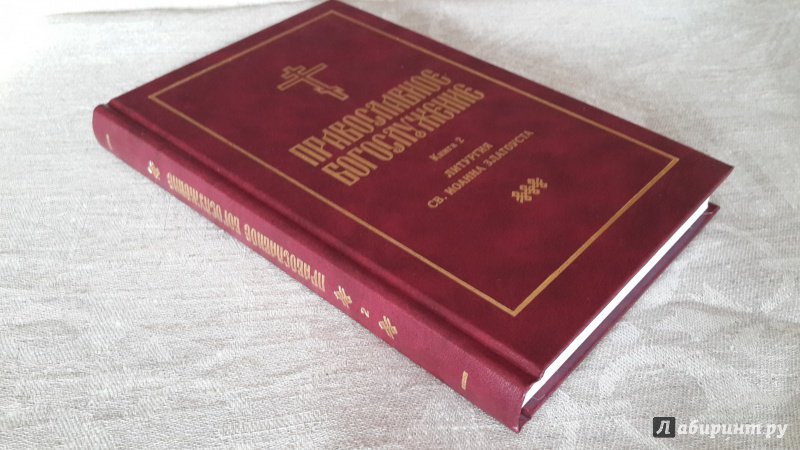 ПРАВОСЛАВНОЕ
БОГОСЛУЖЕНИЕ
Книга 2
ЛИТУРГИЯ
СВ. ИОАННА ЗЛАТОУСТА
ПРАВОСЛАВНОЕ БОГОСЛУЖЕНИЕ 2
Лабиринт.ру